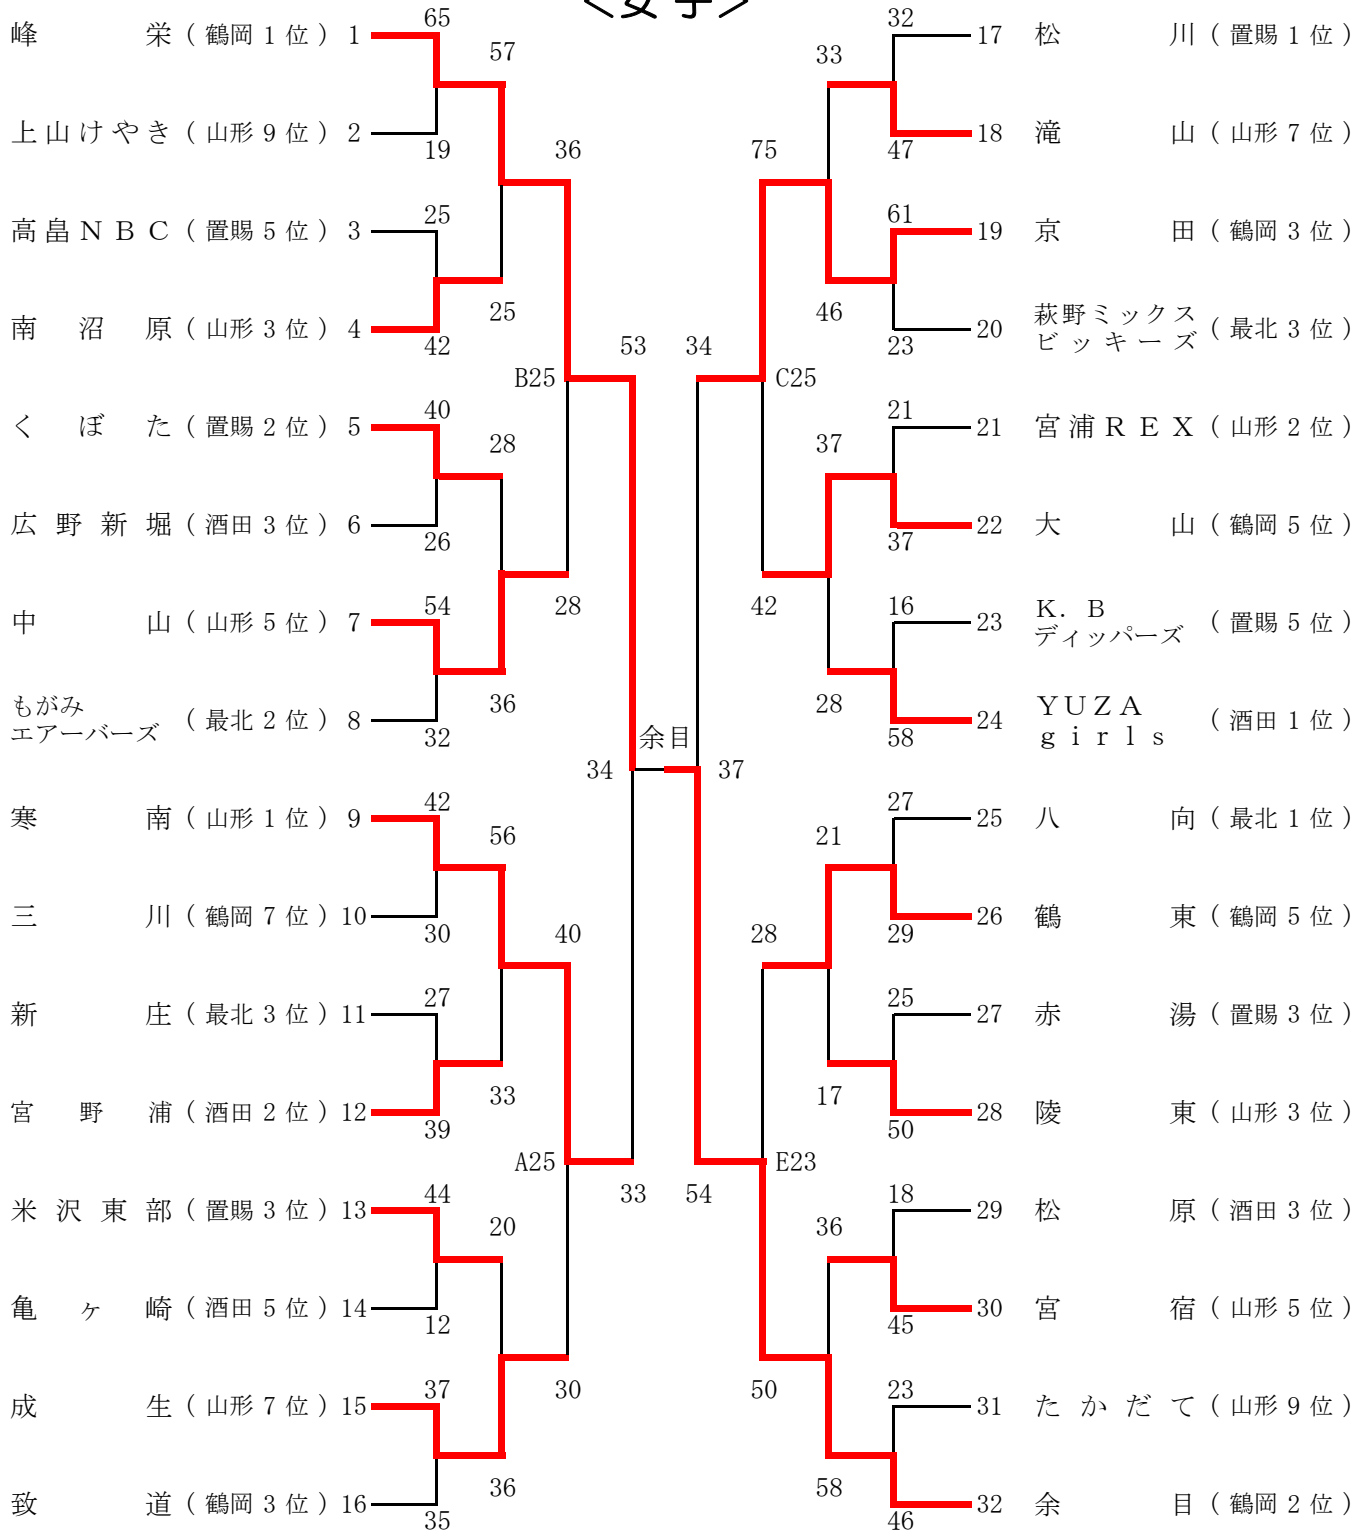 ＜女子＞
65 32
峰 栄（鶴岡１位）1 17 松 川（置賜１位）
57 33
上山けやき（山形９位）2 18 滝 山（山形７位）
19 36 75 47
25 61
高畠ＮＢＣ（置賜５位）3 19 京 田（鶴岡３位）
25 46
南沼原（山形３位）4 20 萩野ミックス
ビッキーズ（最北３位）
42 53 34 23
B25 C25
40 21
くぼた（置賜２位）5 21 宮浦ＲＥＸ（山形２位）
28 37
広野新堀（酒田３位）6 22 大 山（鶴岡５位）
26 37
54 28 42 16
中 山（山形５位）7 23 Ｋ．Ｂ
ディッパーズ（置賜５位）
36 28
もがみ
エアーバーズ（最北２位）8 24 ＹＵＺＡ
ｇｉｒｌｓ（酒田１位）
32 余目 58
34 37
42 27
寒 南（山形１位）9 25 八 向（最北１位）
56 21
三 川（鶴岡７位）10 26 鶴 東（鶴岡５位）
30 40 28 29
27 25
新 庄（最北３位）11 27 赤 湯（置賜３位）
33 17
宮野浦（酒田２位）12 28 陵 東（山形３位）
39 50
A25 E23
44 33 54 18
米沢東部（置賜３位）13 29 松 原（酒田３位）
20 36
亀ヶ崎（酒田５位）14 30 宮 宿（山形５位）
12 45
37 30 50 23
成 生（山形７位）15 31 たかだて（山形９位）
36 58
致 道（鶴岡３位）16 32 余 目（鶴岡２位）
35 46